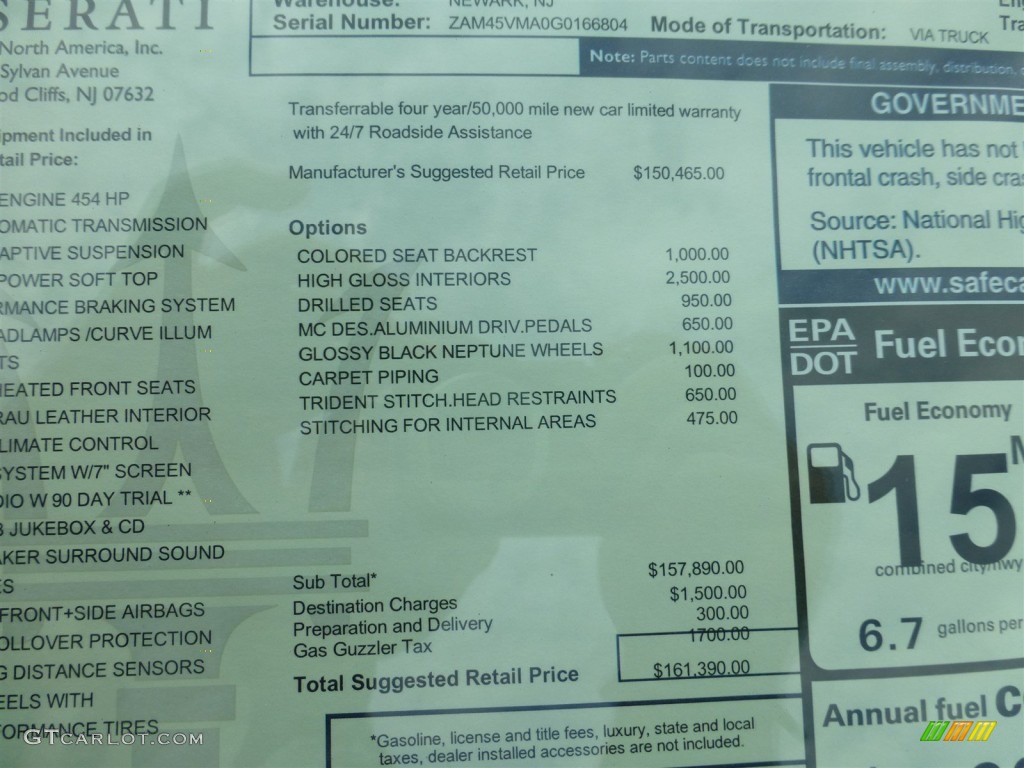 SERATI
North America, Inc.
Sylvan Avenue
od Cliffs, NJ 07632
ipment Included in
tail Price:
ENGINE 454 HP
OMATIC TRANSMISSION
APTIVE SUSPENSION
POWER SOFT TOP
RMANCE BRAKING SYSTEM
ADLAMPS /CURVE ILLUM
TS
HEATED FRONT SEATS
RAU LEATHER INTERIOR
LIMATE CONTROL
SYSTEM W/7" SCREEN
DIO W 90 DAY TRIAL **
B JUKEBOX & CD
AKER SURROUND SOUND
ES
FRONT+SIDE AIRBAGS
OLLOVER PROTECTION
G DISTANCE SENSORS
EELS WITH
FORMANCE TIRES
Warehouse: NEWARK, NJ
Serial Number: ZAM45VMA0G0166804 Mode of Transportation: VIA TRUCK
Note: Parts content does not include final assembly, distribution,
Transferrable four year/50,000 mile new car limited warranty
with 24/7 Roadside Assistance
Manufacturer's Suggested Retail Price $150,465.00
Options
COLORED SEAT BACKREST 1,000.00
HIGH GLOSS INTERIORS 2,500.00
DRILLED SEATS 950.00
MC DES.ALUMINIUM DRIV.PEDALS 650.00
GLOSSY BLACK NEPTUNE WHEELS 1,100.00
CARPET PIPING 100.00
TRIDENT STITCH.HEAD RESTRAINTS 650.00
STITCHING FOR INTERNAL AREAS 475.00
Sub Total* $157,890.00
Destination Charges $1,500.00
Preparation and Delivery 300.00
Gas Guzzler Tax 1700.00
Total Suggested Retail Price $161,390.00
*Gasoline, license and title fees, luxury, state and local
taxes, dealer installed accessories are not included.
GOVERNME
This vehicle has not
frontal crash, side cras
Source: National Hig
(NHTSA).
www.safeca
EPA
DOT Fuel Econ
Fuel Economy
15 M
combined city/hwy
6.7 gallons per
Annual fuel C
GTCARLOT.COM